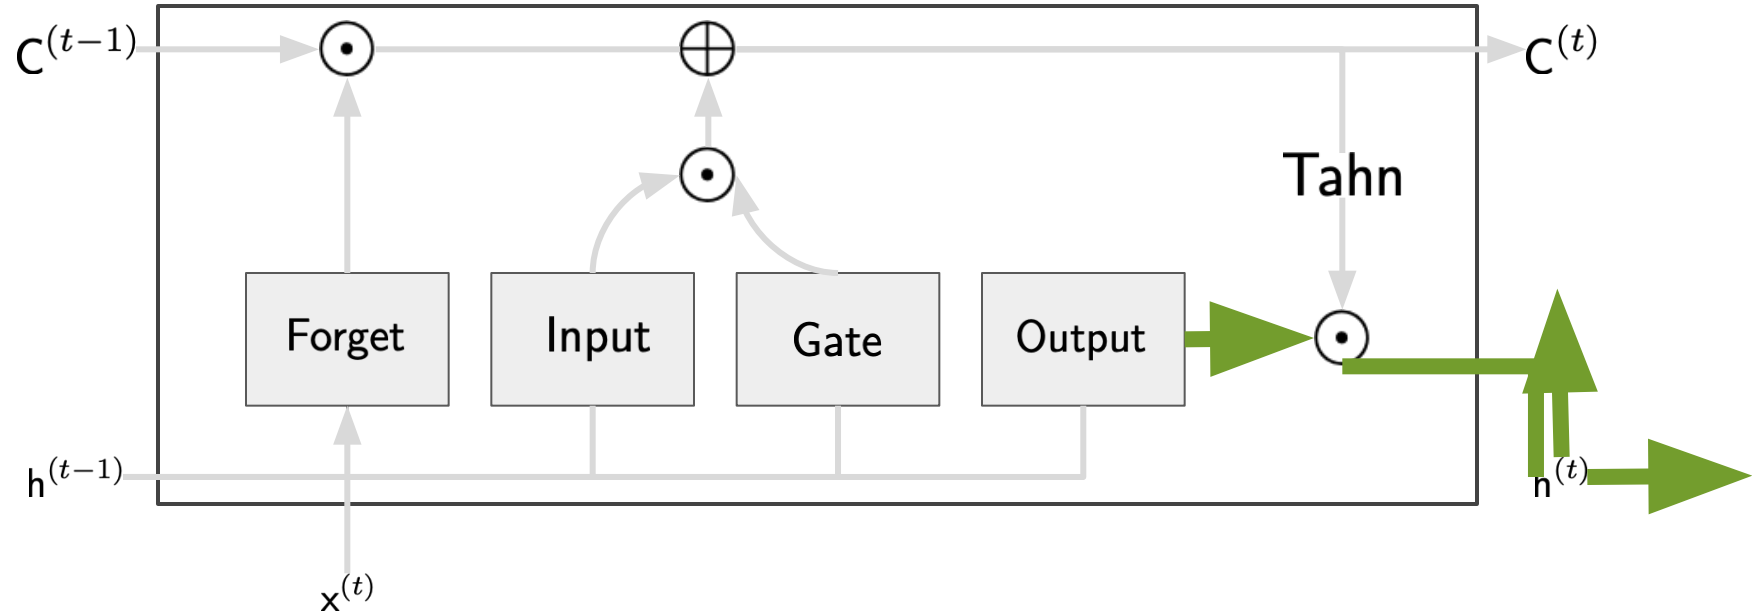 C^(t−1)
C^(t)
Tahn
Forget
Input
Gate
Output
h^(t−1)
h^(t)
x^(t)